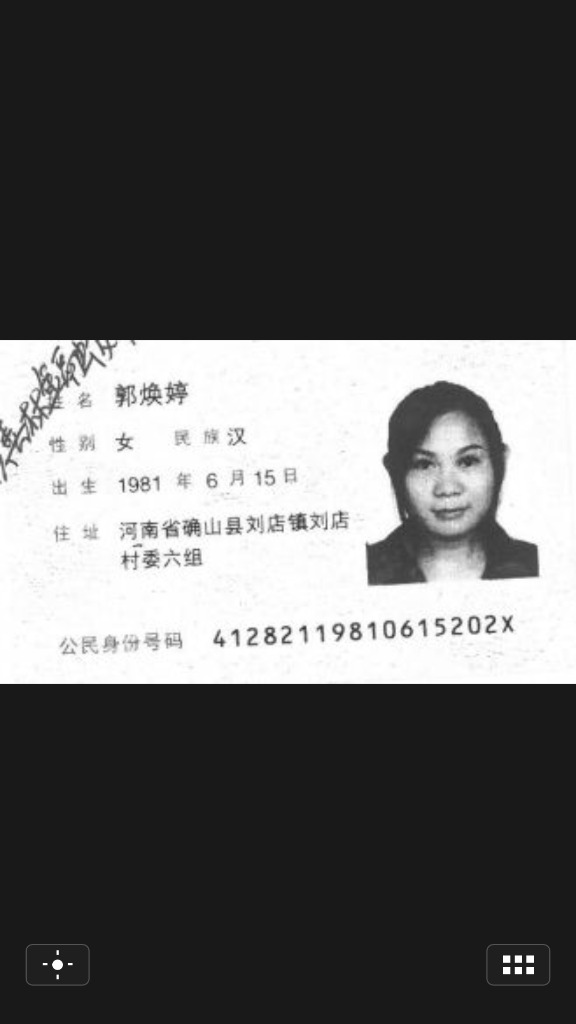 姓名 郭焕婷
性别 女 民族 汉
出生 1981 年 6 月 15 日
住址 河南省确山县刘店镇刘店
村委六组
公民身份号码 41282119810615202X